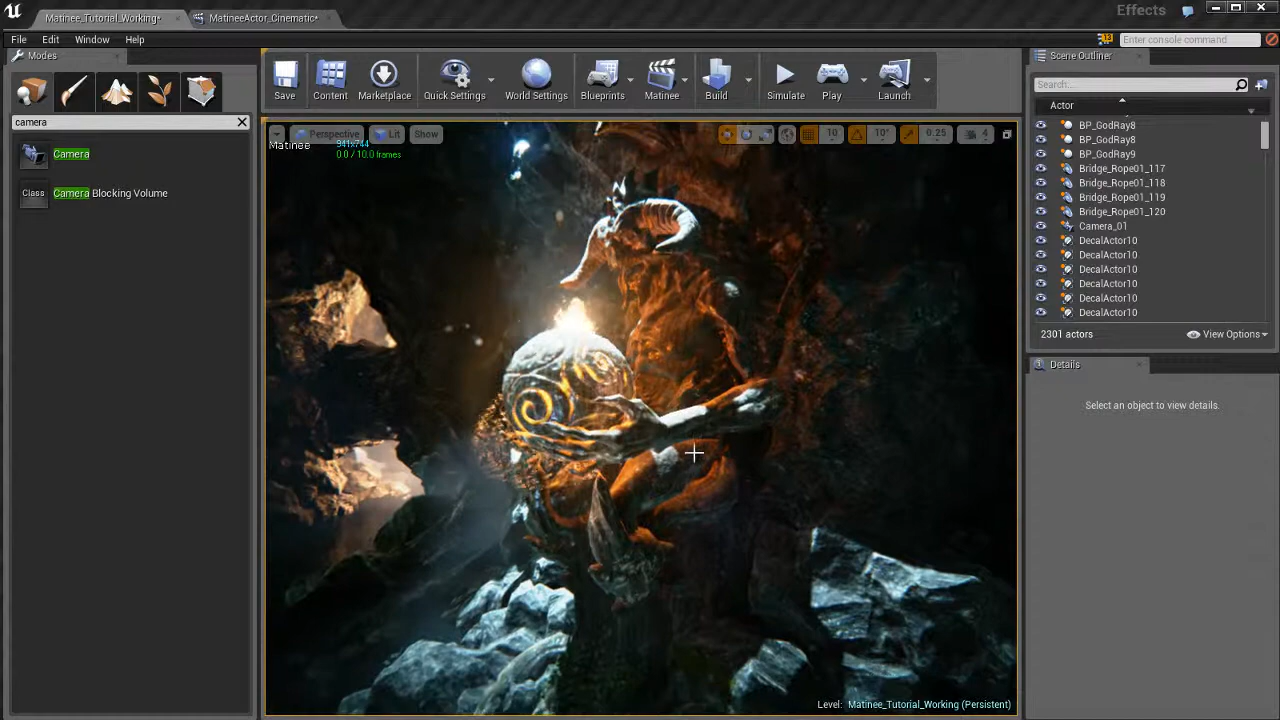 Matinee_Tutorial_Working*
MatineeActor_Cinematic*
Effects
File Edit Window Help
13
Enter console command
Modes
camera
Camera
Class Camera Blocking Volume
Save
Content
Marketplace
Quick Settings
World Settings
Blueprints
Matinee
Build
Simulate
Play
Launch
Perspective
Lit
Show
10
10°
0.25
4
Matinee
941x744
0.0 / 10.0 frames
Level: Matinee_Tutorial_Working (Persistent)
Scene Outliner
Search...
Actor
BP_GodRay8
BP_GodRay8
BP_GodRay9
Bridge_Rope01_117
Bridge_Rope01_118
Bridge_Rope01_119
Bridge_Rope01_120
Camera_01
DecalActor10
DecalActor10
DecalActor10
DecalActor10
DecalActor10
DecalActor10
2301 actors
View Options
Details
Select an object to view details.